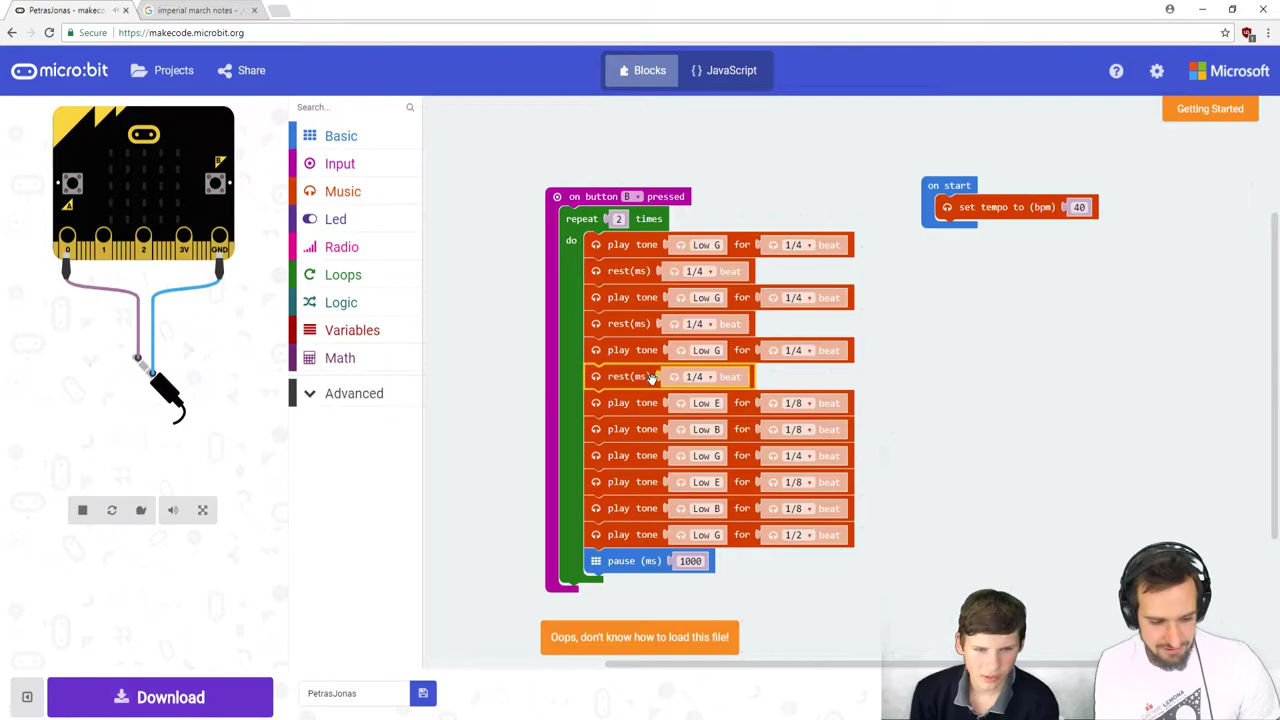 PetrasJonas - makeco
imperial march notes -
Secure
https://makecode.microbit.org
micro:bit
Projects
Share
Blocks
{ } JavaScript
Microsoft
Getting Started
Search...
Basic
Input
Music
Led
Radio
Loops
Logic
Variables
Math
Advanced
A
B
0 1 2 3V GND
on button B pressed
repeat 2 times
do
play tone Low G for 1/4 beat
rest(ms) 1/4 beat
play tone Low G for 1/4 beat
rest(ms) 1/4 beat
play tone Low G for 1/4 beat
rest(ms) 1/4 beat
play tone Low E for 1/8 beat
play tone Low B for 1/8 beat
play tone Low G for 1/4 beat
play tone Low E for 1/8 beat
play tone Low B for 1/8 beat
play tone Low G for 1/2 beat
pause (ms) 1000
on start
set tempo to (bpm) 40
Oops, don't know how to load this file!
Download
PetrasJonas
LEMONA